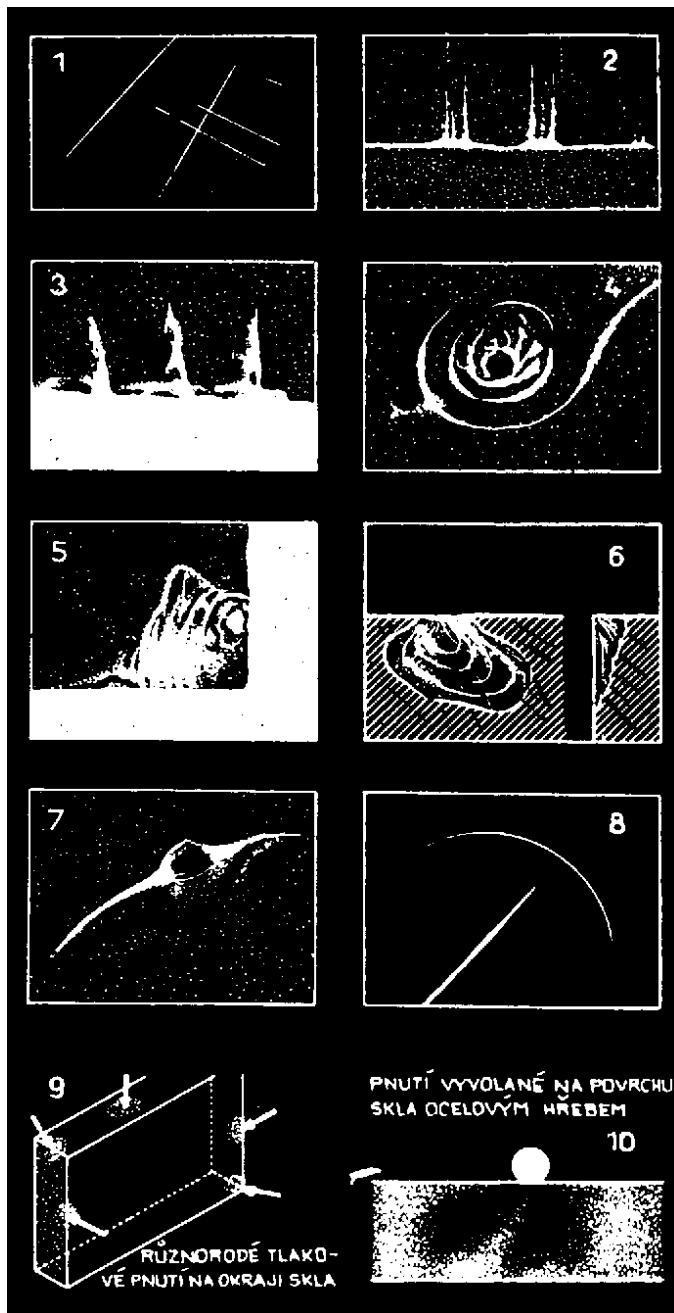 1
2
3
4
5
6
7
8
9
RŮZNORODÉ TLAKO-
VÉ PNUTÍ NA OKRAJI SKLA
PNUTÍ VYVOLANÉ NA POVRCHU
SKLA OCELOVÝM HŘEBEM
10